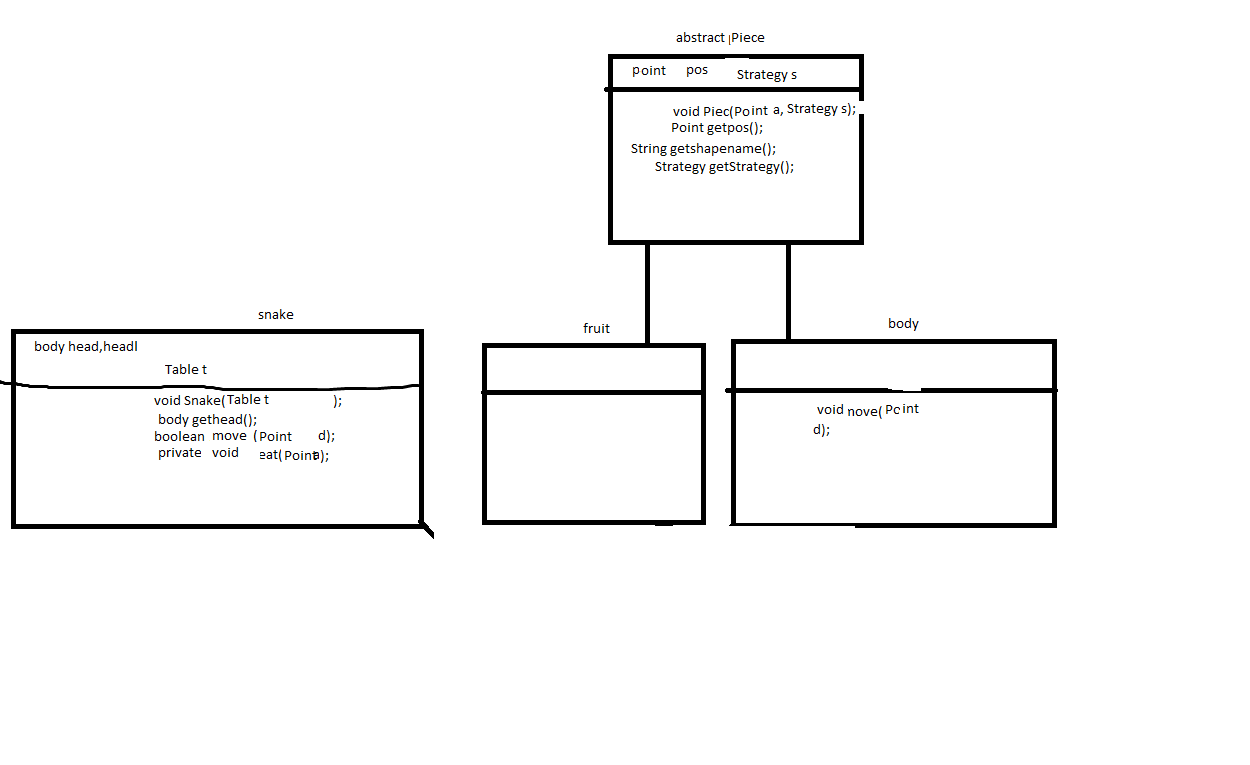 abstract Piece
point pos Strategy s
void Piec(Point a, Strategy s);
Point getpos();
String getshapename();
Strategy getStrategy();
snake
body head,headl
Table t
void Snake(Table t );
body gethead();
boolean move (Point d);
private void eat(Point a);
fruit
body
void nove( Point
d);